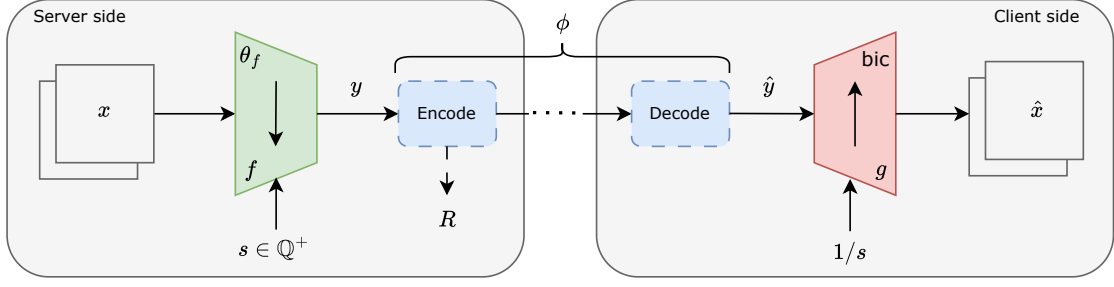 Server side
ϕ
Client side
θ_f
bic
x
y
Encode
....
Decode
ŷ
x̂
f
g
R
s ∈ ℚ⁺
1/s